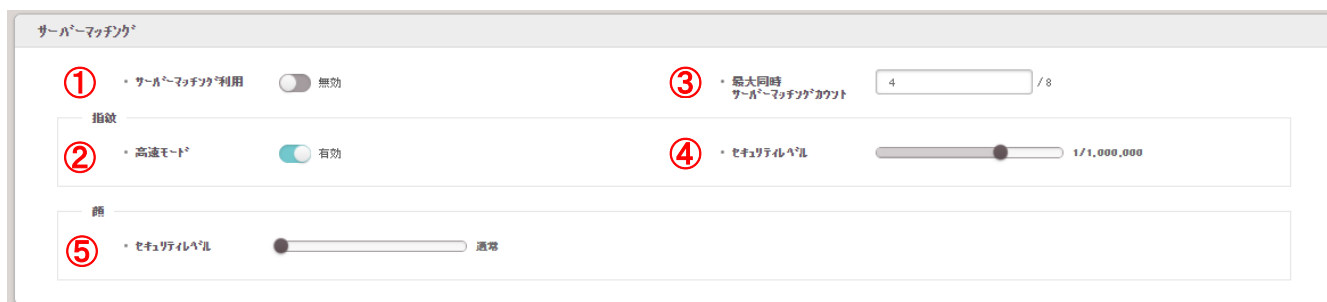 サーバーマッチング
① ・ サーバーマッチング利用 無効 ③ ・ 最大同時
サーバーマッチングカウント 4 / 8
指紋
② ・ 高速モード 有効 ④ ・ セキュリティレベル 1/1,000,000
顔
⑤ ・ セキュリティレベル 通常